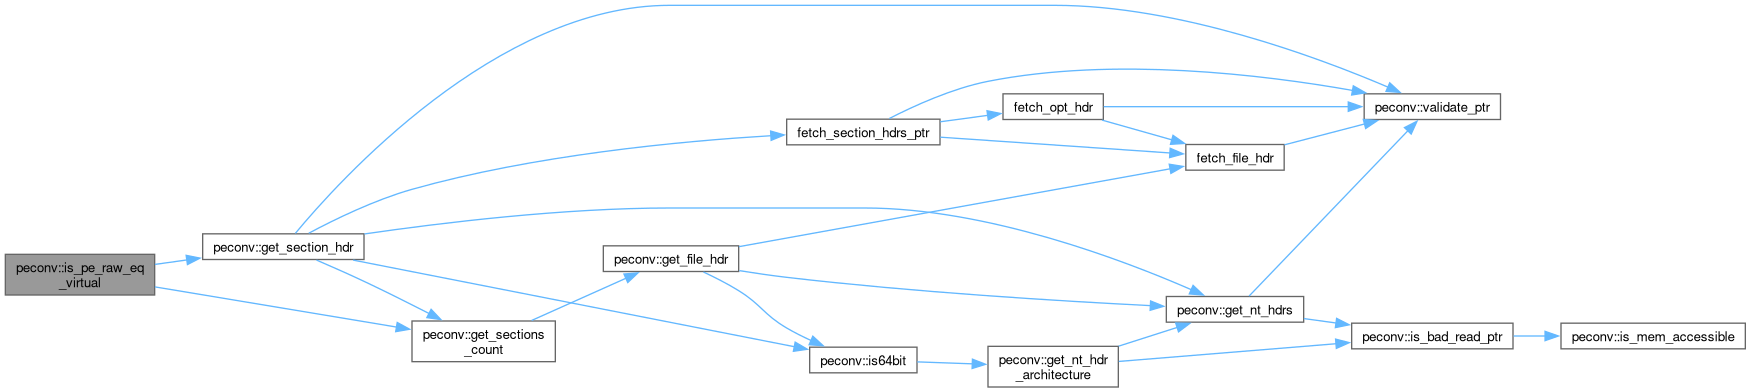 peconv::is_pe_raw_eq
_virtual
peconv::get_section_hdr
peconv::get_sections
_count
peconv::get_file_hdr
fetch_section_hdrs_ptr
peconv::is64bit
fetch_opt_hdr
peconv::get_nt_hdr
_architecture
fetch_file_hdr
peconv::get_nt_hdrs
peconv::validate_ptr
peconv::is_bad_read_ptr
peconv::is_mem_accessible